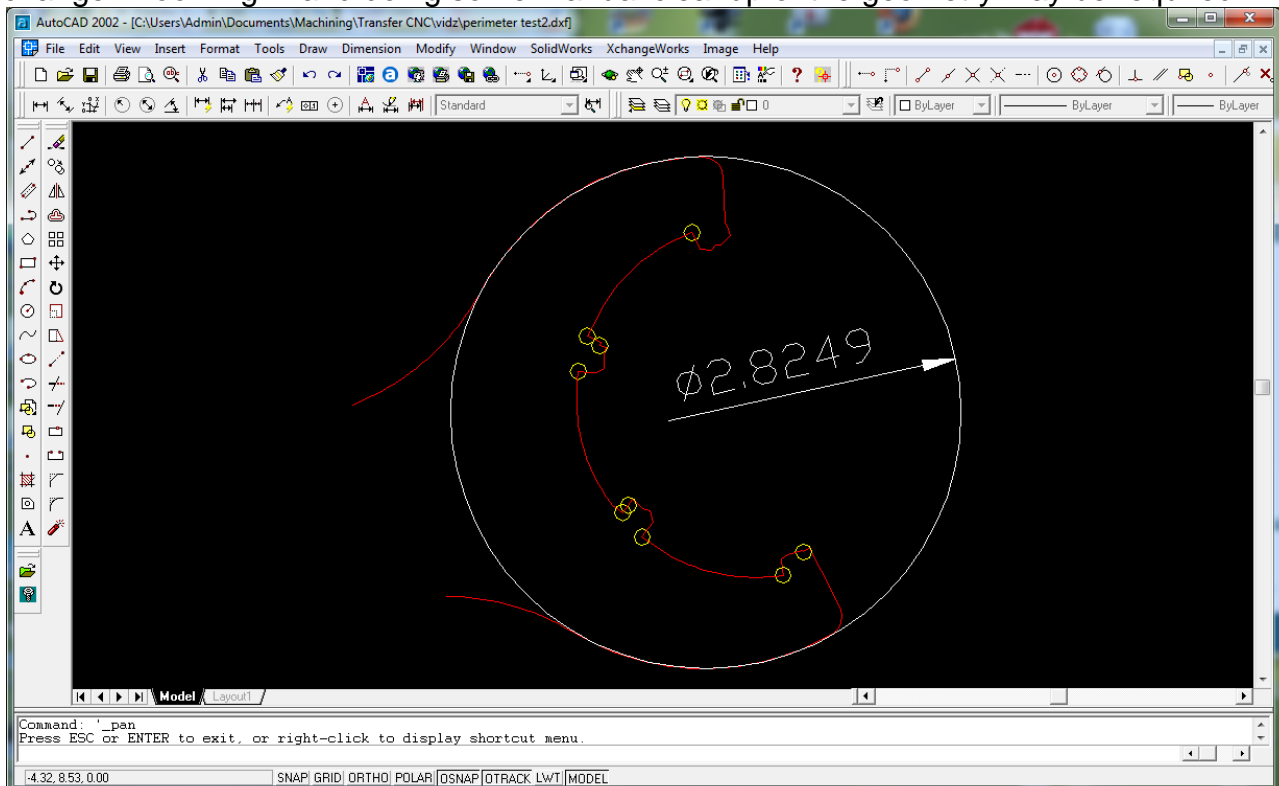 AutoCAD 2002 - [C:\Users\Admin\Documents\Machining\Transfer CNC\vidz\perimeter test2.dxf]
File Edit View Insert Format Tools Draw Dimension Modify Window SolidWorks XchangeWorks Image Help
Standard 0 ByLayer ByLayer ByLayer
Ø2.8249
Model Layout1
Command: '_pan
Press ESC or ENTER to exit, or right-click to display shortcut menu.
-4.32, 8.53, 0.00 SNAP GRID ORTHO POLAR OSNAP OTRACK LWT MODEL